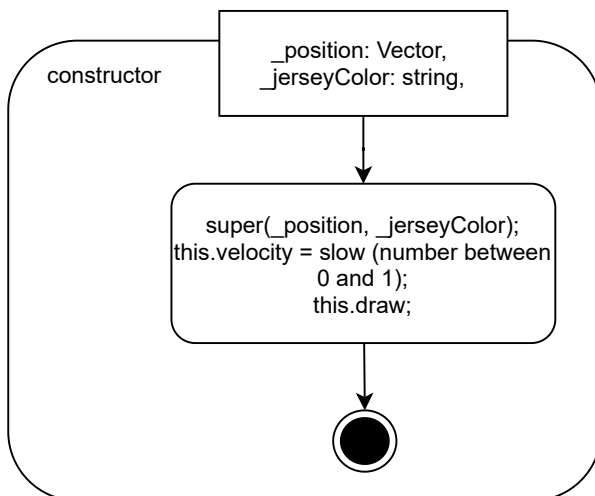 _position: Vector,
_jerseyColor: string,
constructor
super(_position, _jerseyColor);
this.velocity = slow (number between
0 and 1);
this.draw;